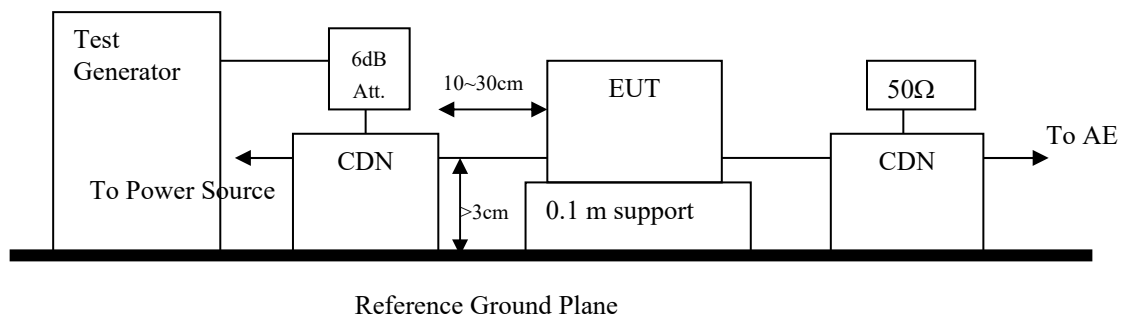 Test
Generator
6dB
Att.
10~30cm
EUT
50Ω
CDN
CDN
To AE
To Power Source
>3cm
0.1 m support
Reference Ground Plane